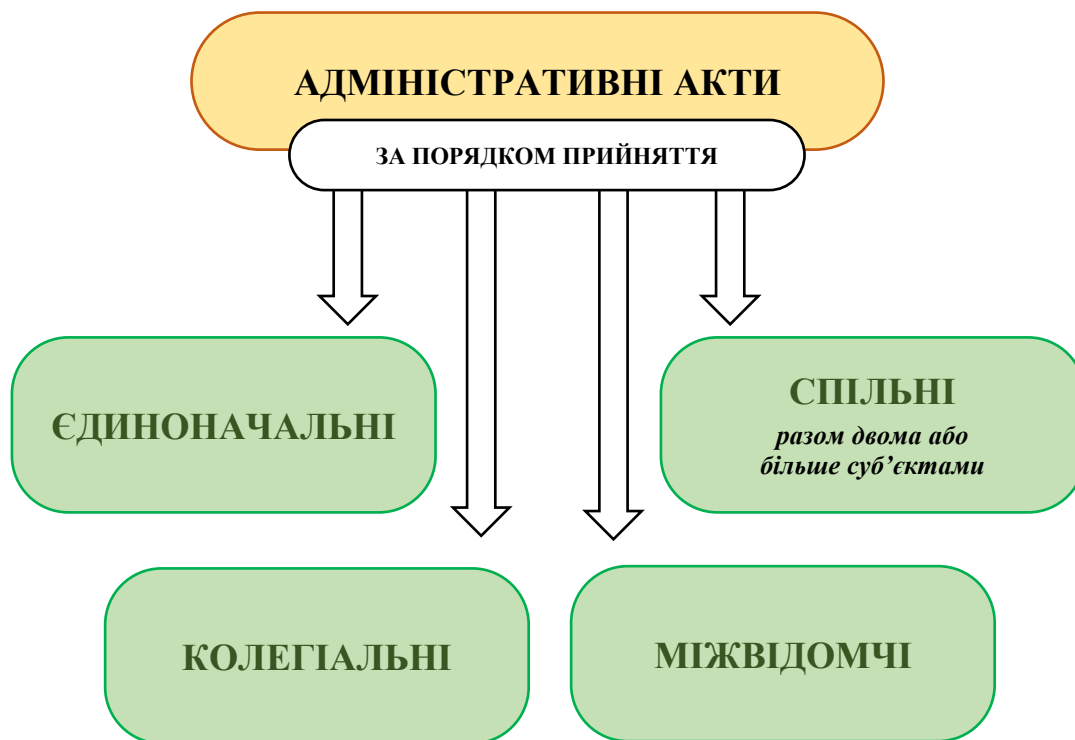 АДМІНІСТРАТИВНІ АКТИ
ЗА ПОРЯДКОМ ПРИЙНЯТТЯ
ЄДИНОНАЧАЛЬНІ
СПІЛЬНІ
разом двома або
більше суб’єктами
КОЛЕГІАЛЬНІ
МІЖВІДОМЧІ